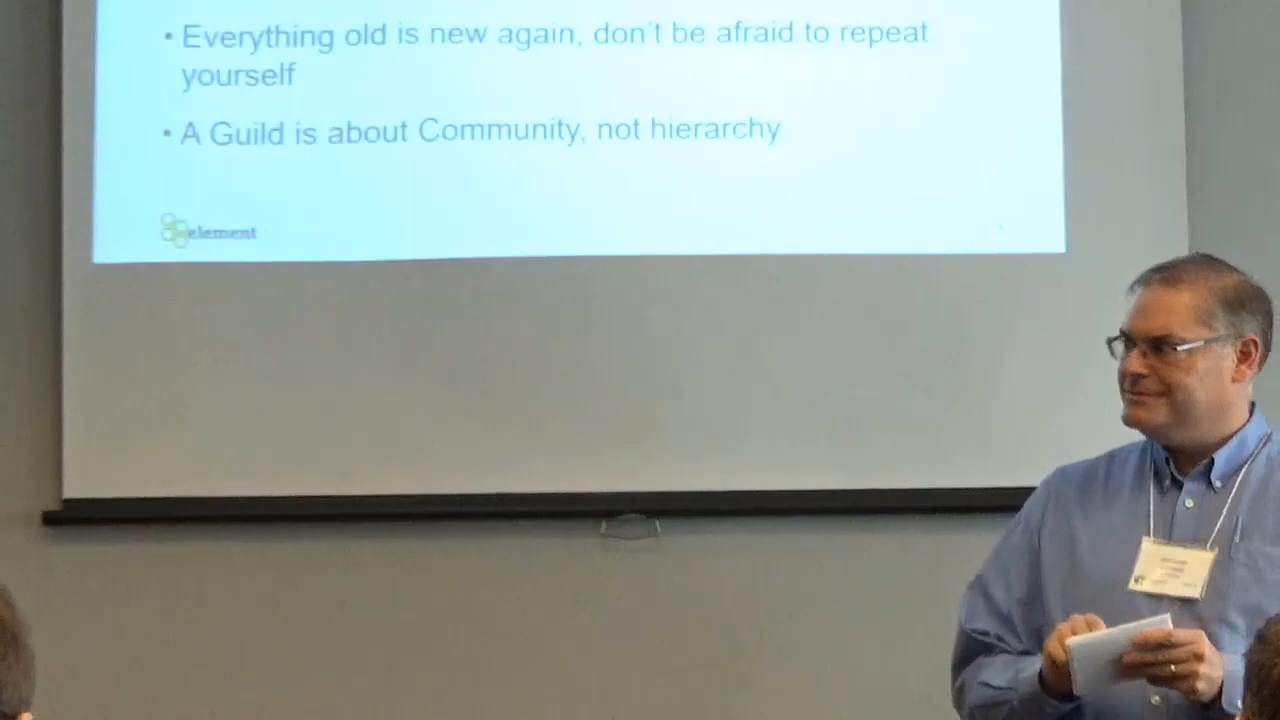 • Everything old is new again, don't be afraid to repeat
yourself
• A Guild is about Community, not hierarchy
element